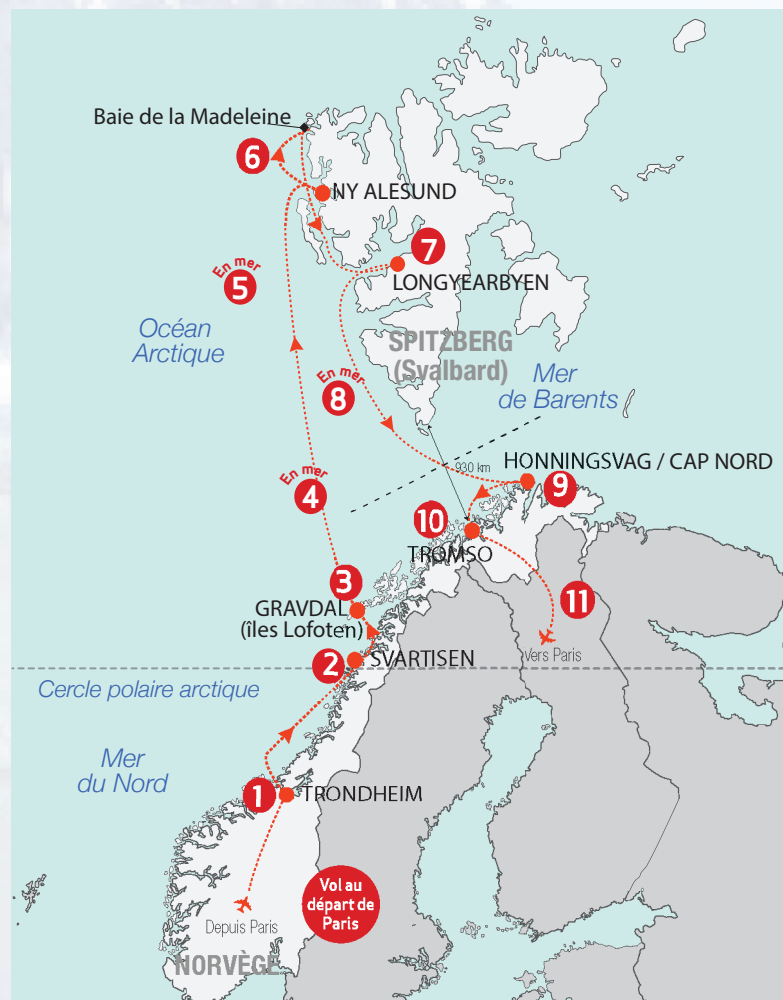 Baie de la Madeleine
6
NY ALESUND
7
En mer
5
LONGYEARBYEN
Océan
Arctique
SPITZBERG
(Svalbard)
En mer
8
Mer
de Barents
930 km
HONNINGSVAG / CAP NORD
9
En mer
4
10
TROMSO
3
GRAVDAL
(îles Lofoten)
11
Vers Paris
2
SVARTISEN
Cercle polaire arctique
Mer
du Nord
1
TRONDHEIM
Vol au
départ de
Paris
Depuis Paris
NORVÈGE